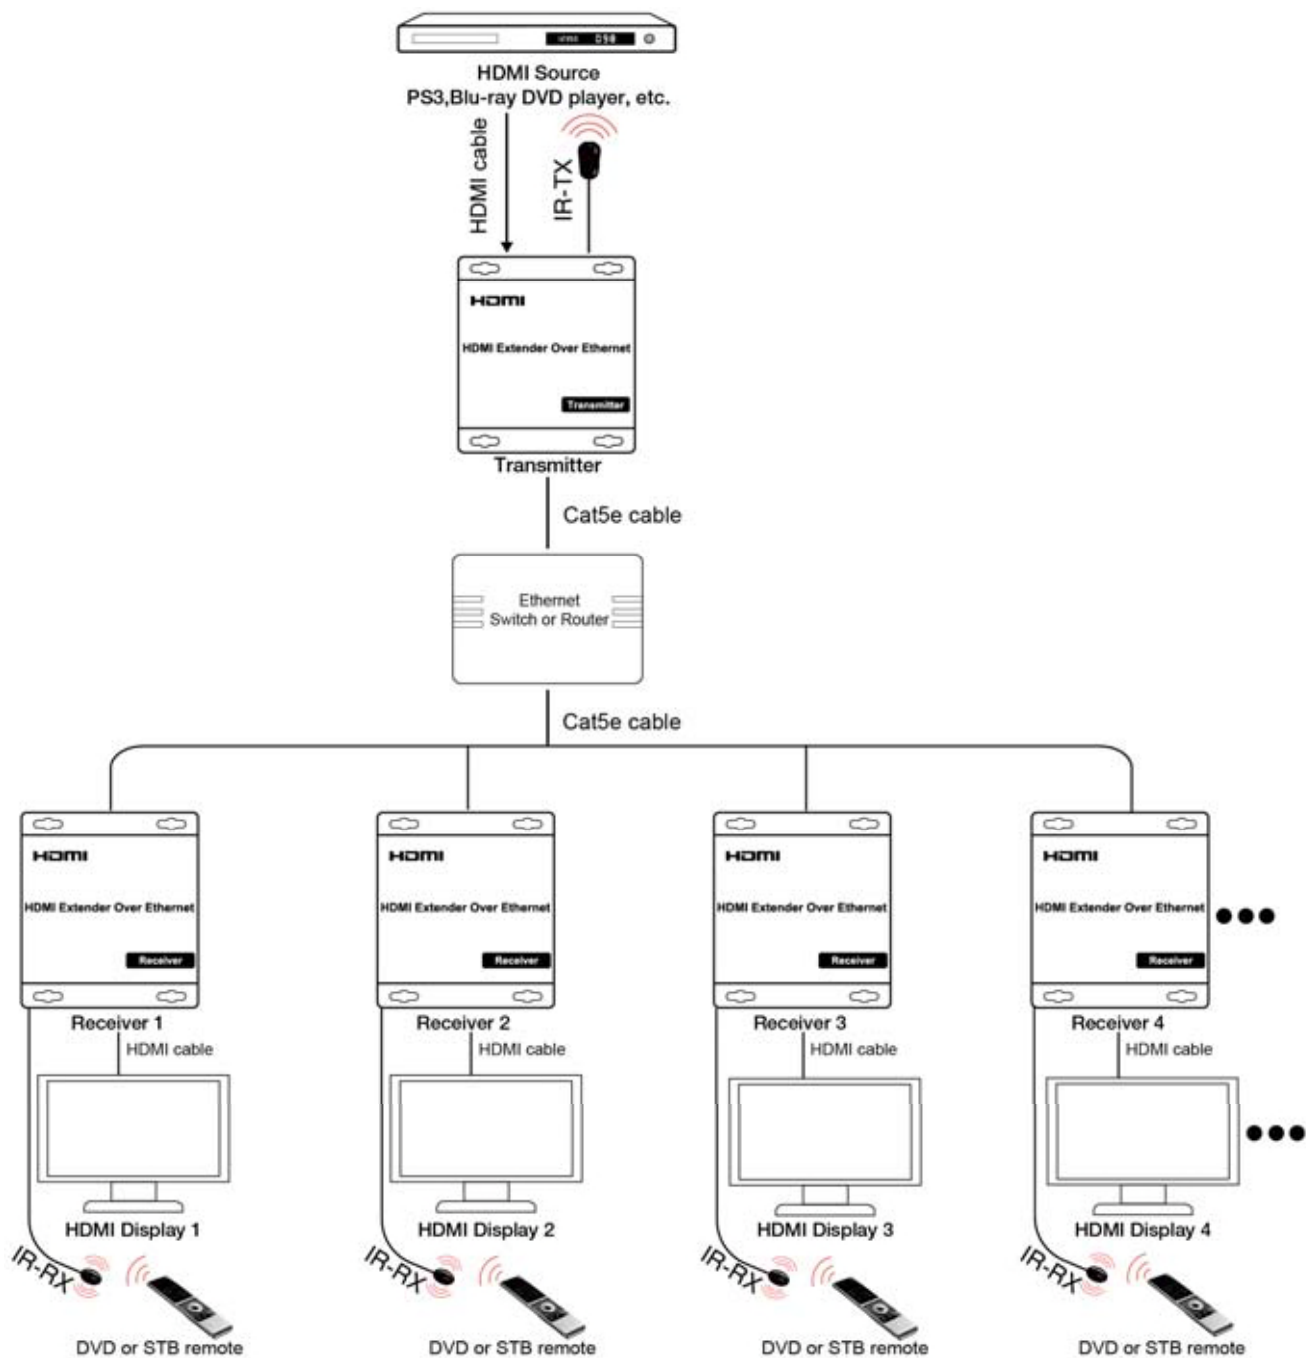 HDMI Source
PS3,Blu-ray DVD player, etc.
HDMI cable
IR-TX
HDMI
HDMI Extender Over Ethernet
Transmitter
Transmitter
Cat5e cable
Ethernet
Switch or Router
Cat5e cable
HDMI
HDMI Extender Over Ethernet
Receiver
Receiver 1
HDMI cable
HDMI Display 1
IR-RX
DVD or STB remote
HDMI
HDMI Extender Over Ethernet
Receiver
Receiver 2
HDMI cable
HDMI Display 2
IR-RX
DVD or STB remote
HDMI
HDMI Extender Over Ethernet
Receiver
Receiver 3
HDMI cable
HDMI Display 3
IR-RX
DVD or STB remote
HDMI
HDMI Extender Over Ethernet
Receiver
Receiver 4
HDMI cable
HDMI Display 4
IR-RX
DVD or STB remote